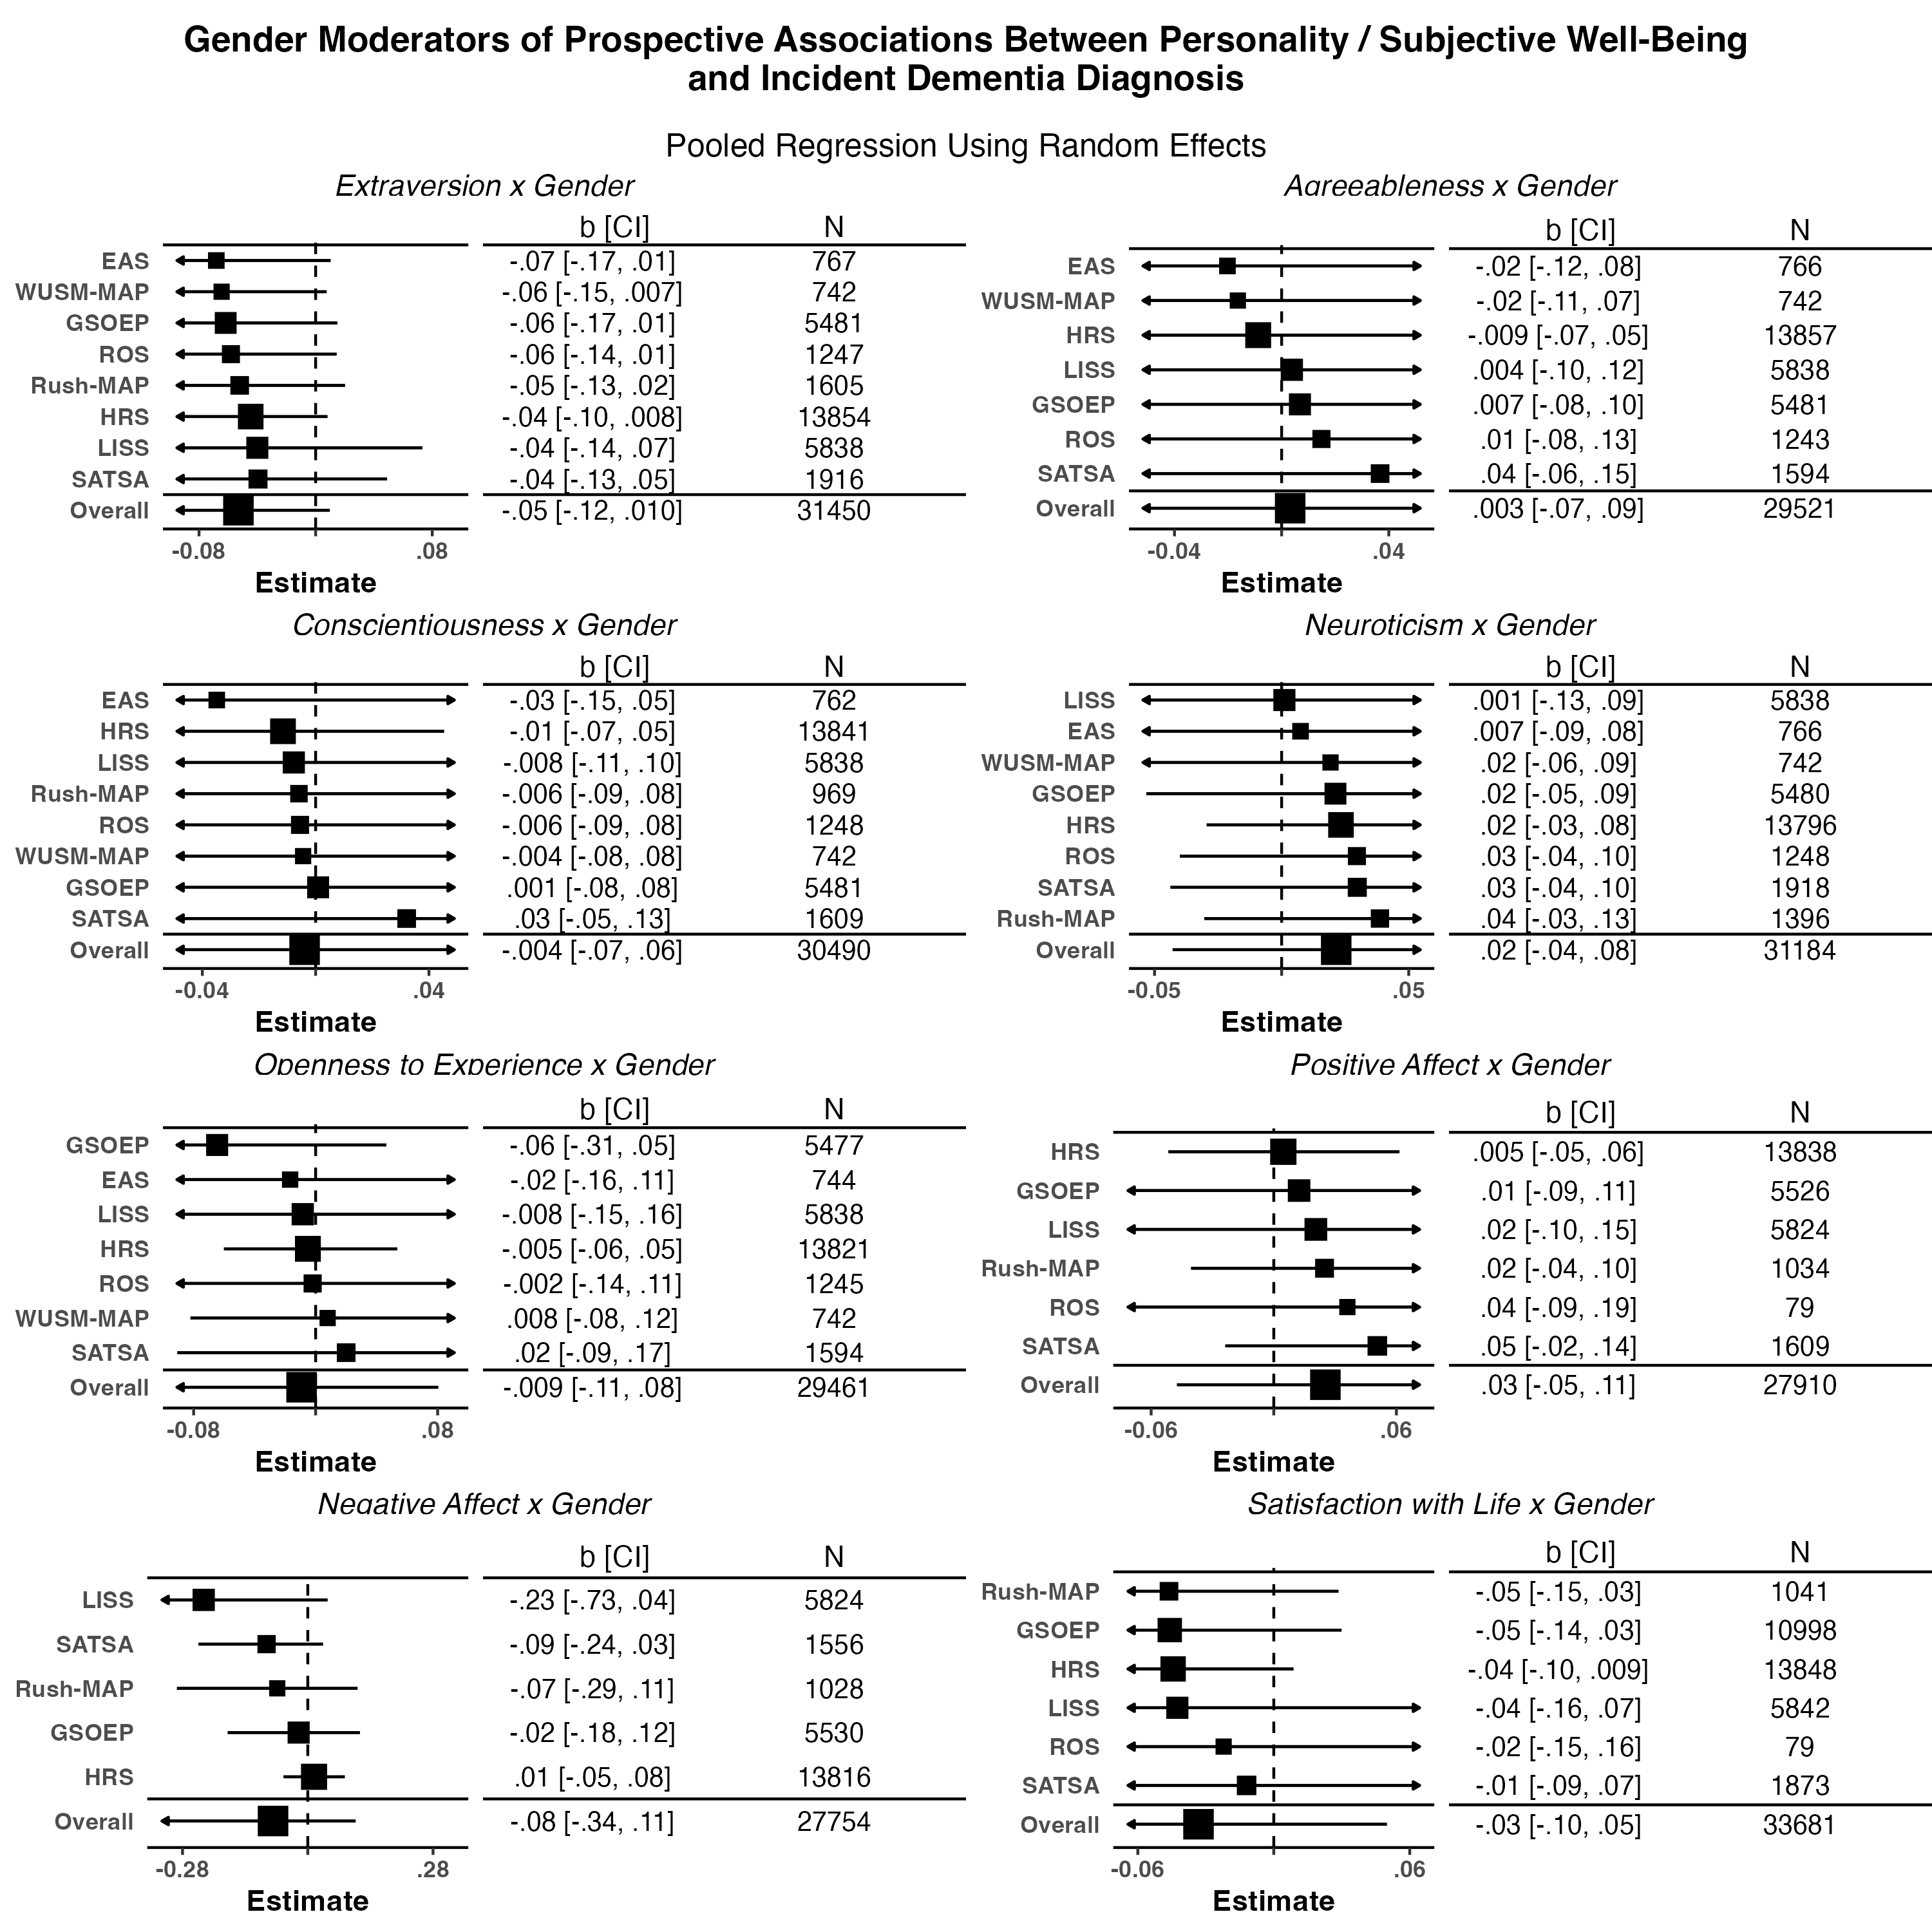 Gender Moderators of Prospective Associations Between Personality / Subjective Well-Being
and Incident Dementia Diagnosis
Pooled Regression Using Random Effects
Extraversion x Gender
b [CI] N
EAS -.07 [-.17, .01] 767
WUSM-MAP -.06 [-.15, .007] 742
GSOEP -.06 [-.17, .01] 5481
ROS -.06 [-.14, .01] 1247
Rush-MAP -.05 [-.13, .02] 1605
HRS -.04 [-.10, .008] 13854
LISS -.04 [-.14, .07] 5838
SATSA -.04 [-.13, .05] 1916
Overall -.05 [-.12, .010] 31450
-0.08 .08
Estimate
Agreeableness x Gender
b [CI] N
EAS -.02 [-.12, .08] 766
WUSM-MAP -.02 [-.11, .07] 742
HRS -.009 [-.07, .05] 13857
LISS .004 [-.10, .12] 5838
GSOEP .007 [-.08, .10] 5481
ROS .01 [-.08, .13] 1243
SATSA .04 [-.06, .15] 1594
Overall .003 [-.07, .09] 29521
-0.04 .04
Estimate
Conscientiousness x Gender
b [CI] N
EAS -.03 [-.15, .05] 762
HRS -.01 [-.07, .05] 13841
LISS -.008 [-.11, .10] 5838
Rush-MAP -.006 [-.09, .08] 969
ROS -.006 [-.09, .08] 1248
WUSM-MAP -.004 [-.08, .08] 742
GSOEP .001 [-.08, .08] 5481
SATSA .03 [-.05, .13] 1609
Overall -.004 [-.07, .06] 30490
-0.04 .04
Estimate
Neuroticism x Gender
b [CI] N
LISS .001 [-.13, .09] 5838
EAS .007 [-.09, .08] 766
WUSM-MAP .02 [-.06, .09] 742
GSOEP .02 [-.05, .09] 5480
HRS .02 [-.03, .08] 13796
ROS .03 [-.04, .10] 1248
SATSA .03 [-.04, .10] 1918
Rush-MAP .04 [-.03, .13] 1396
Overall .02 [-.04, .08] 31184
-0.05 .05
Estimate
Openness to Experience x Gender
b [CI] N
GSOEP -.06 [-.31, .05] 5477
EAS -.02 [-.16, .11] 744
LISS -.008 [-.15, .16] 5838
HRS -.005 [-.06, .05] 13821
ROS -.002 [-.14, .11] 1245
WUSM-MAP .008 [-.08, .12] 742
SATSA .02 [-.09, .17] 1594
Overall -.009 [-.11, .08] 29461
-0.08 .08
Estimate
Positive Affect x Gender
b [CI] N
HRS .005 [-.05, .06] 13838
GSOEP .01 [-.09, .11] 5526
LISS .02 [-.10, .15] 5824
Rush-MAP .02 [-.04, .10] 1034
ROS .04 [-.09, .19] 79
SATSA .05 [-.02, .14] 1609
Overall .03 [-.05, .11] 27910
-0.06 .06
Estimate
Negative Affect x Gender
b [CI] N
LISS -.23 [-.73, .04] 5824
SATSA -.09 [-.24, .03] 1556
Rush-MAP -.07 [-.29, .11] 1028
GSOEP -.02 [-.18, .12] 5530
HRS .01 [-.05, .08] 13816
Overall -.08 [-.34, .11] 27754
-0.28 .28
Estimate
Satisfaction with Life x Gender
b [CI] N
Rush-MAP -.05 [-.15, .03] 1041
GSOEP -.05 [-.14, .03] 10998
HRS -.04 [-.10, .009] 13848
LISS -.04 [-.16, .07] 5842
ROS -.02 [-.15, .16] 79
SATSA -.01 [-.09, .07] 1873
Overall -.03 [-.10, .05] 33681
-0.06 .06
Estimate